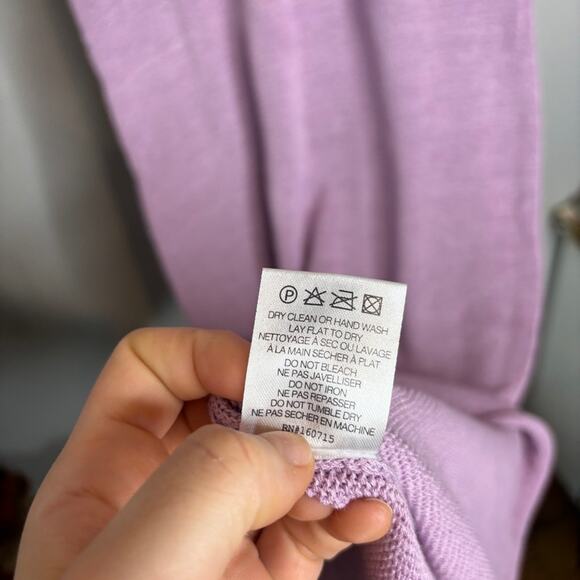 P
DRY CLEAN OR HAND WASH
LAY FLAT TO DRY
NETTOYAGE À SEC OU LAVAGE
À LA MAIN SECHER À PLAT
DO NOT BLEACH
NE PAS JAVELLISER
DO NOT IRON
NE PAS REPASSER
DO NOT TUMBLE DRY
NE PAS SECHER EN MACHINE
RN#160715